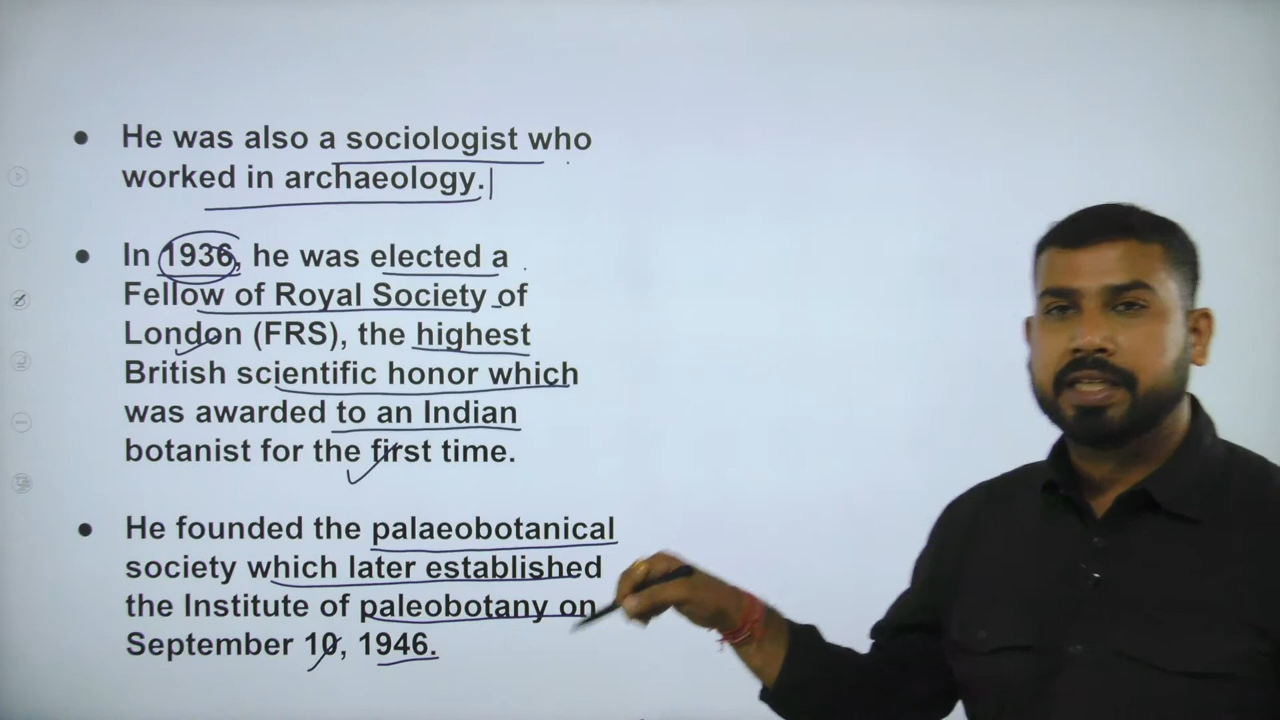 ● He was also a sociologist who
worked in archaeology.
● In 1936, he was elected a
Fellow of Royal Society of
London (FRS), the highest
British scientific honor which
was awarded to an Indian
botanist for the first time.
● He founded the palaeobotanical
society which later established
the Institute of paleobotany on
September 10, 1946.